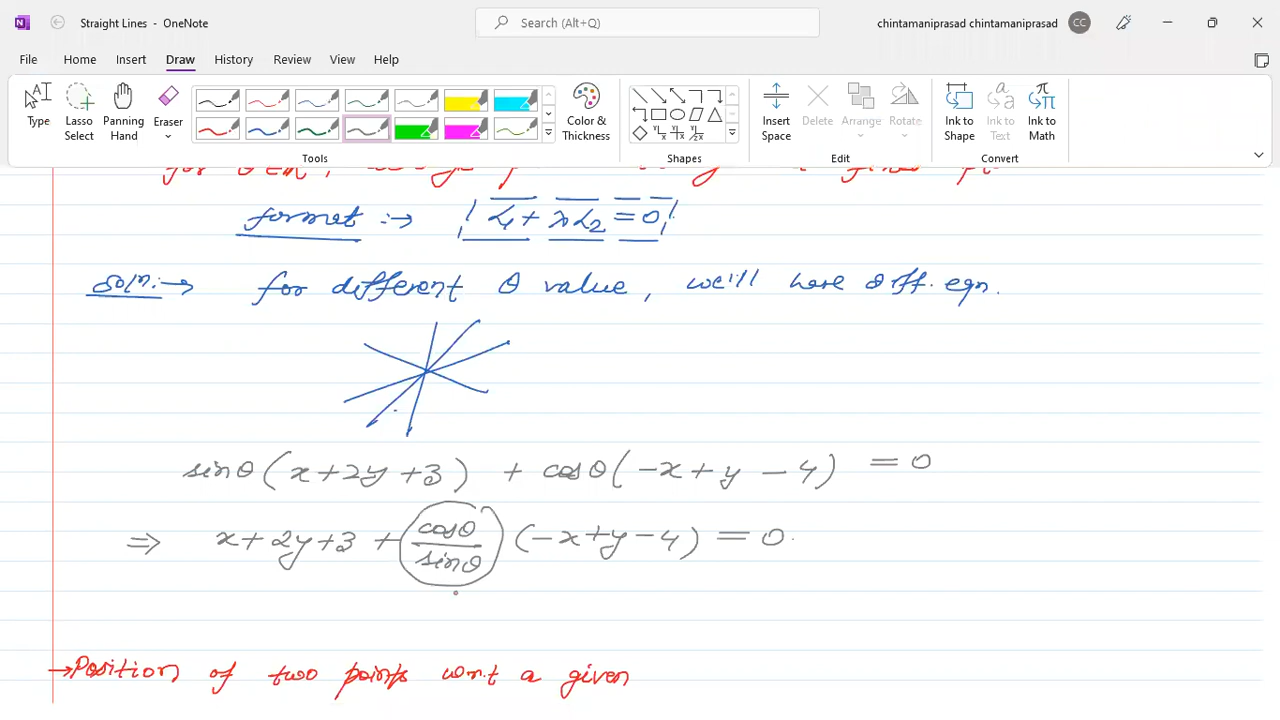 Straight Lines - OneNote
Search (Alt+Q)
chintamaniprasad chintamaniprasad CC
File Home Insert Draw History Review View Help
Type Lasso Select Panning Hand Eraser Color & Thickness Insert Space Delete Arrange Rotate Ink to Shape Ink to Text Ink to Math
Tools Shapes Edit Convert
format :→ L₁ + λL₂ = 0
Soln. :→ for different θ value, we'll have diff. eqn.
sinθ(x+2y+3) + cosθ(-x+y-4) = 0
⇒ x+2y+3 + cosθ/sinθ (-x+y-4) = 0.
→Position of two points w.r.t a given